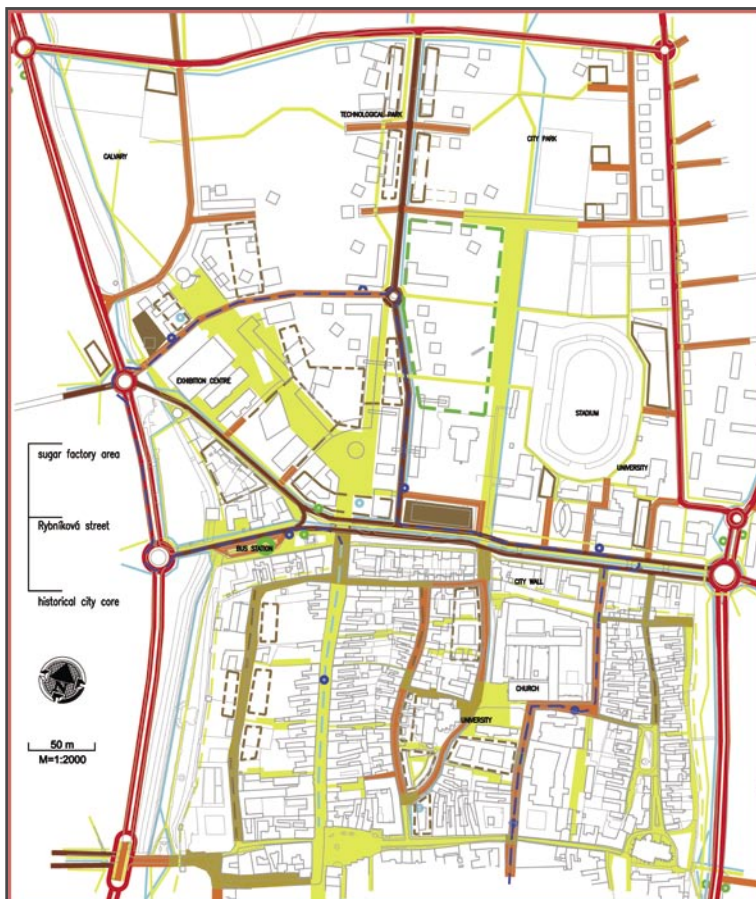 TECHNOLOGICAL PARK
CITY PARK
CALVARY
EXHIBITION CENTRE
STADIUM
sugar factory area
UNIVERSITY
Rybníková street
BUS STATION
CITY WALL
historical city core
CHURCH
UNIVERSITY
50 m
M=1:2000